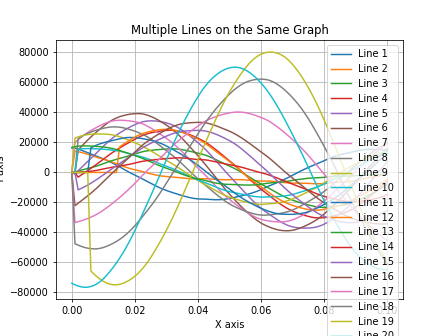 Multiple Lines on the Same Graph
80000
60000
40000
20000
0
−20000
−40000
−60000
−80000
0.00
0.02
0.04
0.06
0.08
X axis
Line 1
Line 2
Line 3
Line 4
Line 5
Line 6
Line 7
Line 8
Line 9
Line 10
Line 11
Line 12
Line 13
Line 14
Line 15
Line 16
Line 17
Line 18
Line 19
Line 20